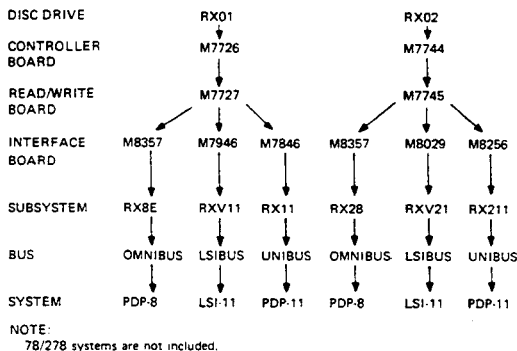 DISC DRIVE RX01 RX02
CONTROLLER BOARD M7726 M7744
READ/WRITE BOARD M7727 M7745
INTERFACE BOARD M8357 M7946 M7846 M8357 M8029 M8256
SUBSYSTEM RX8E RXV11 RX11 RX28 RXV21 RX211
BUS OMNIBUS LSIBUS UNIBUS OMNIBUS LSIBUS UNIBUS
SYSTEM PDP-8 LSI-11 PDP-11 PDP-8 LSI-11 PDP-11
NOTE:
78/278 systems are not included.